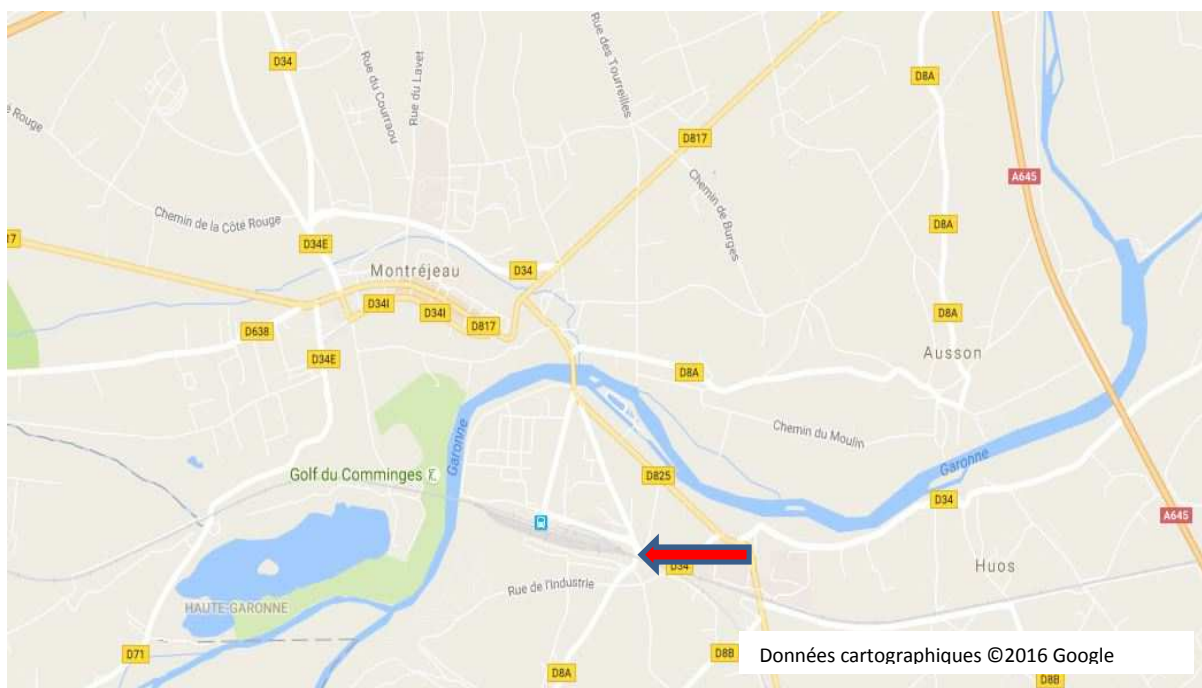 D34
Rue du Courraou
Rue du Lavet
Rue des Tourreilles
D8A
D817
A645
é Rouge
Chemin de Burges
Chemin de la Côté Rouge
D34E
D8A
17
Montréjeau
D34
D34I
D34I
D817
D8A
D638
D34E
Ausson
D8A
Chemin du Moulin
Garonne
Garonne
Golf du Comminges
D825
D34
A645
D34
Huos
Rue de l'Industrie
HAUTE-GARONNE
D71
D8A
D8B
Données cartographiques ©2016 Google
D8B